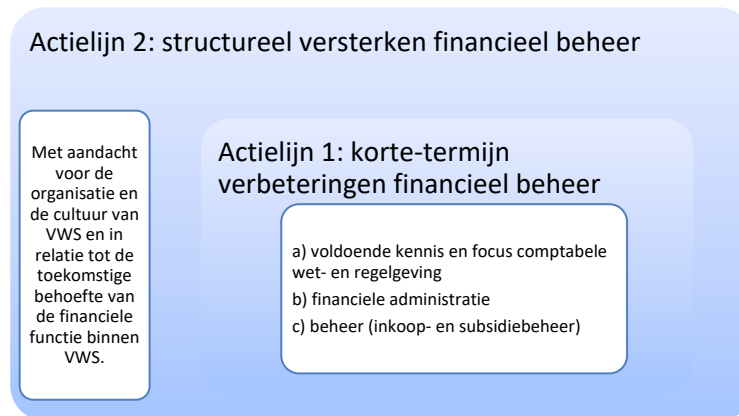 Actielijn 2: structureel versterken financieel beheer
Met aandacht
voor de
organisatie en
de cultuur van
VWS en in
relatie tot de
toekomstige
behoefte van
de financiele
functie binnen
VWS.
Actielijn 1: korte-termijn
verbeteringen financieel beheer
a) voldoende kennis en focus comptabele
wet- en regelgeving
b) financiele administratie
c) beheer (inkoop- en subsidiebeheer)